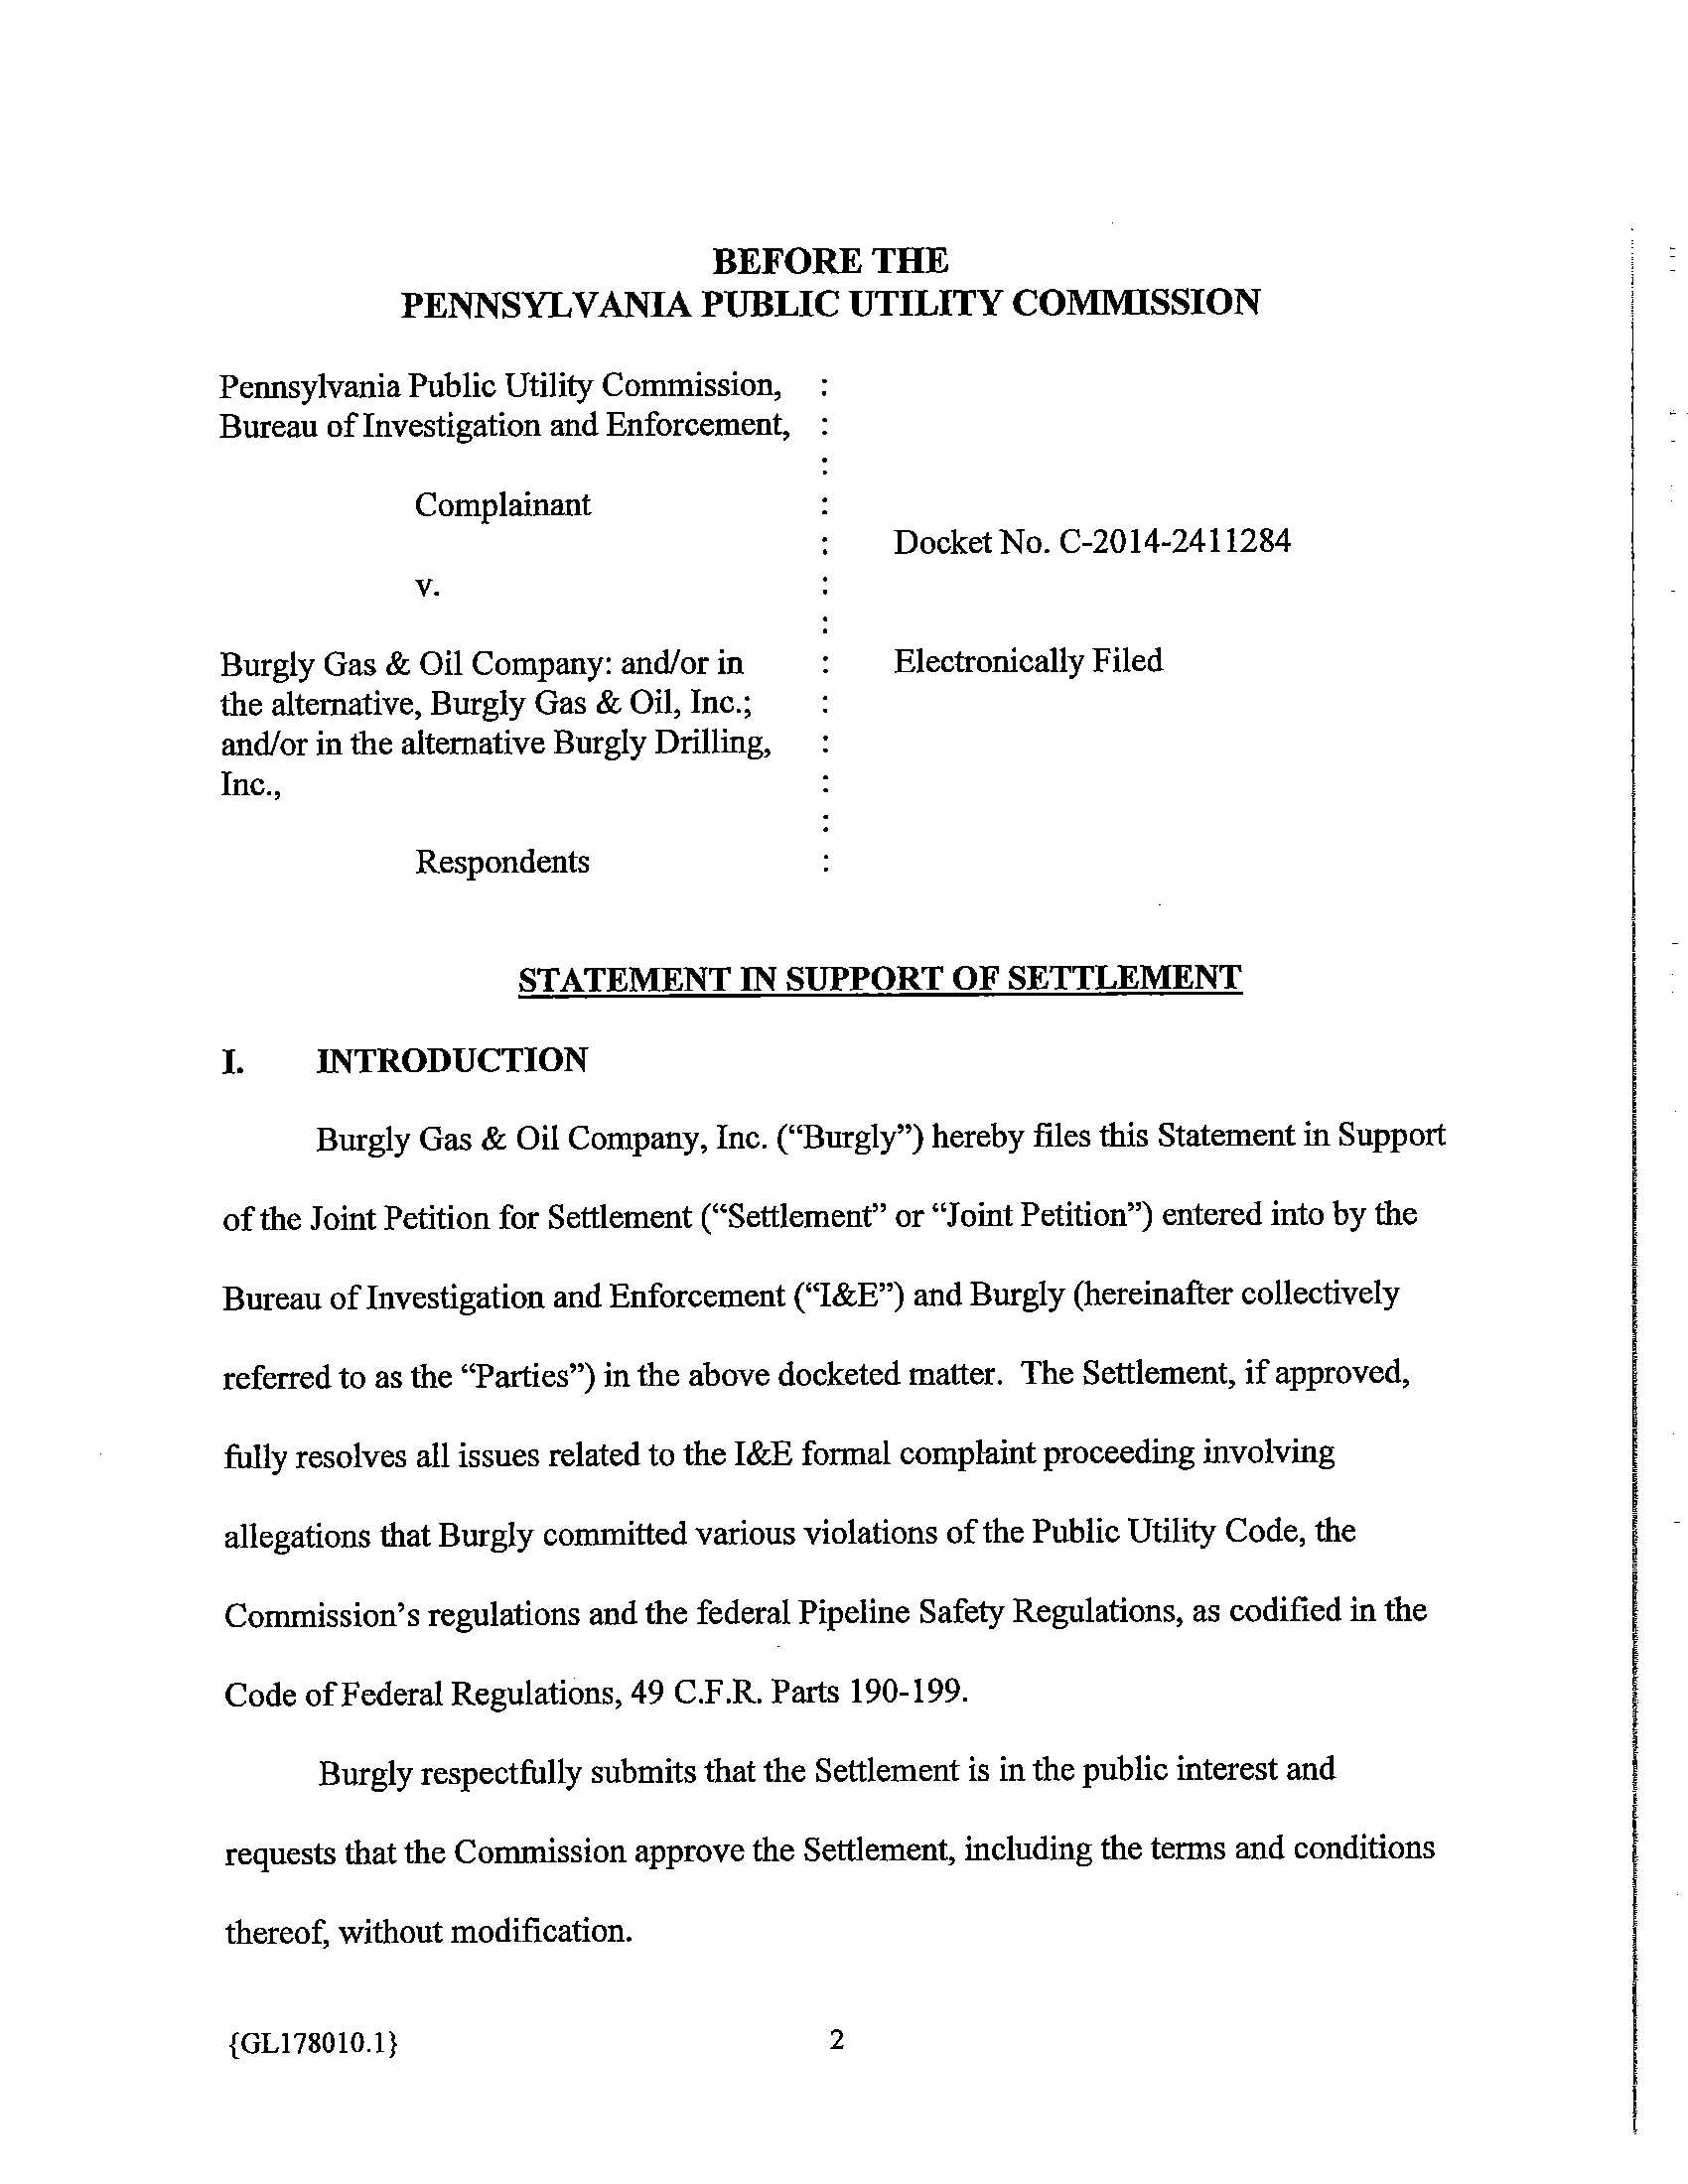 BEFORE THE
PENNSYLVANIA PUBLIC UTILITY COMMISSION
Pennsylvania Public Utility Commission, :
Bureau of Investigation and Enforcement, :
:
Complainant :
: Docket No. C-2014-2411284
v. :
:
Burgly Gas & Oil Company: and/or in : Electronically Filed
the alternative, Burgly Gas & Oil, Inc.; :
and/or in the alternative Burgly Drilling, :
Inc., :
:
Respondents :
STATEMENT IN SUPPORT OF SETTLEMENT
I. INTRODUCTION
Burgly Gas & Oil Company, Inc. (“Burgly”) hereby files this Statement in Support
of the Joint Petition for Settlement (“Settlement” or “Joint Petition”) entered into by the
Bureau of Investigation and Enforcement (“I&E”) and Burgly (hereinafter collectively
referred to as the “Parties”) in the above docketed matter. The Settlement, if approved,
fully resolves all issues related to the I&E formal complaint proceeding involving
allegations that Burgly committed various violations of the Public Utility Code, the
Commission’s regulations and the federal Pipeline Safety Regulations, as codified in the
Code of Federal Regulations, 49 C.F.R. Parts 190-199.
Burgly respectfully submits that the Settlement is in the public interest and
requests that the Commission approve the Settlement, including the terms and conditions
thereof, without modification.
{GL178010.1} 2